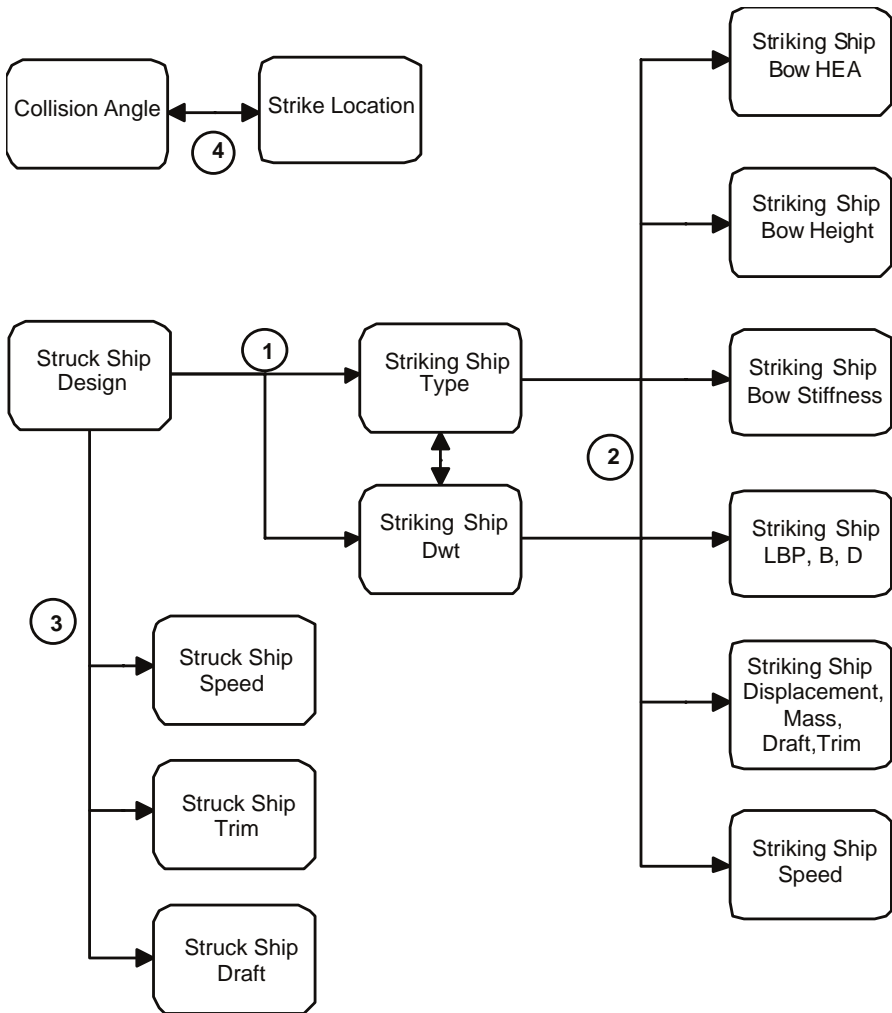 Collision Angle
Strike Location
4
Striking Ship
Bow HEA
Striking Ship
Bow Height
Struck Ship
Design
1
Striking Ship
Type
Striking Ship
Bow Stiffness
2
Striking Ship
Dwt
Striking Ship
LBP, B, D
3
Struck Ship
Speed
Striking Ship
Displacement,
Mass,
Draft,Trim
Struck Ship
Trim
Striking Ship
Speed
Struck Ship
Draft